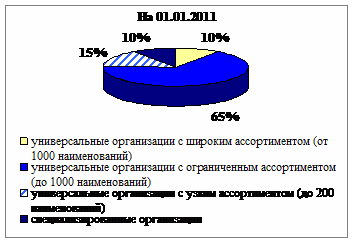 На 01.01.2011
10%
10%
15%
65%
универсальные организации с широким ассортиментом (от
1000 наименований)
универсальные организации с ограниченным ассортиментом
(до 1000 наименований)
универсальные организации с узким ассортиментом (до 200
наименований)
специализированные организации